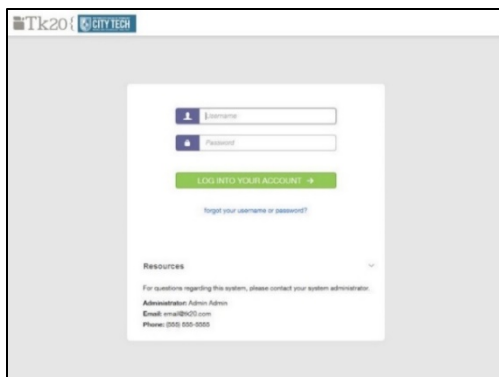 Tk20 { CITY TECH
Username
Password
LOG INTO YOUR ACCOUNT →
forgot your username or password?
Resources
For questions regarding this system, please contact your system administrator.
Administrator: Admin Admin
Email: email@tk20.com
Phone: (555) 555-5555